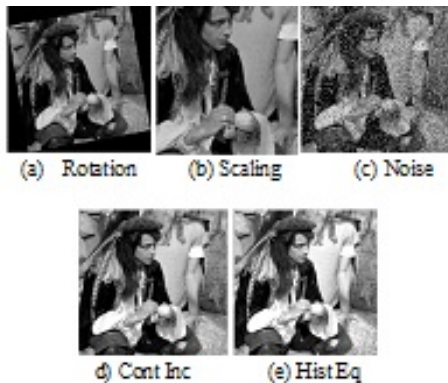 (a) Rotation (b) Scaling (c) Noise
d) Cont Inc (e) Hist Eq